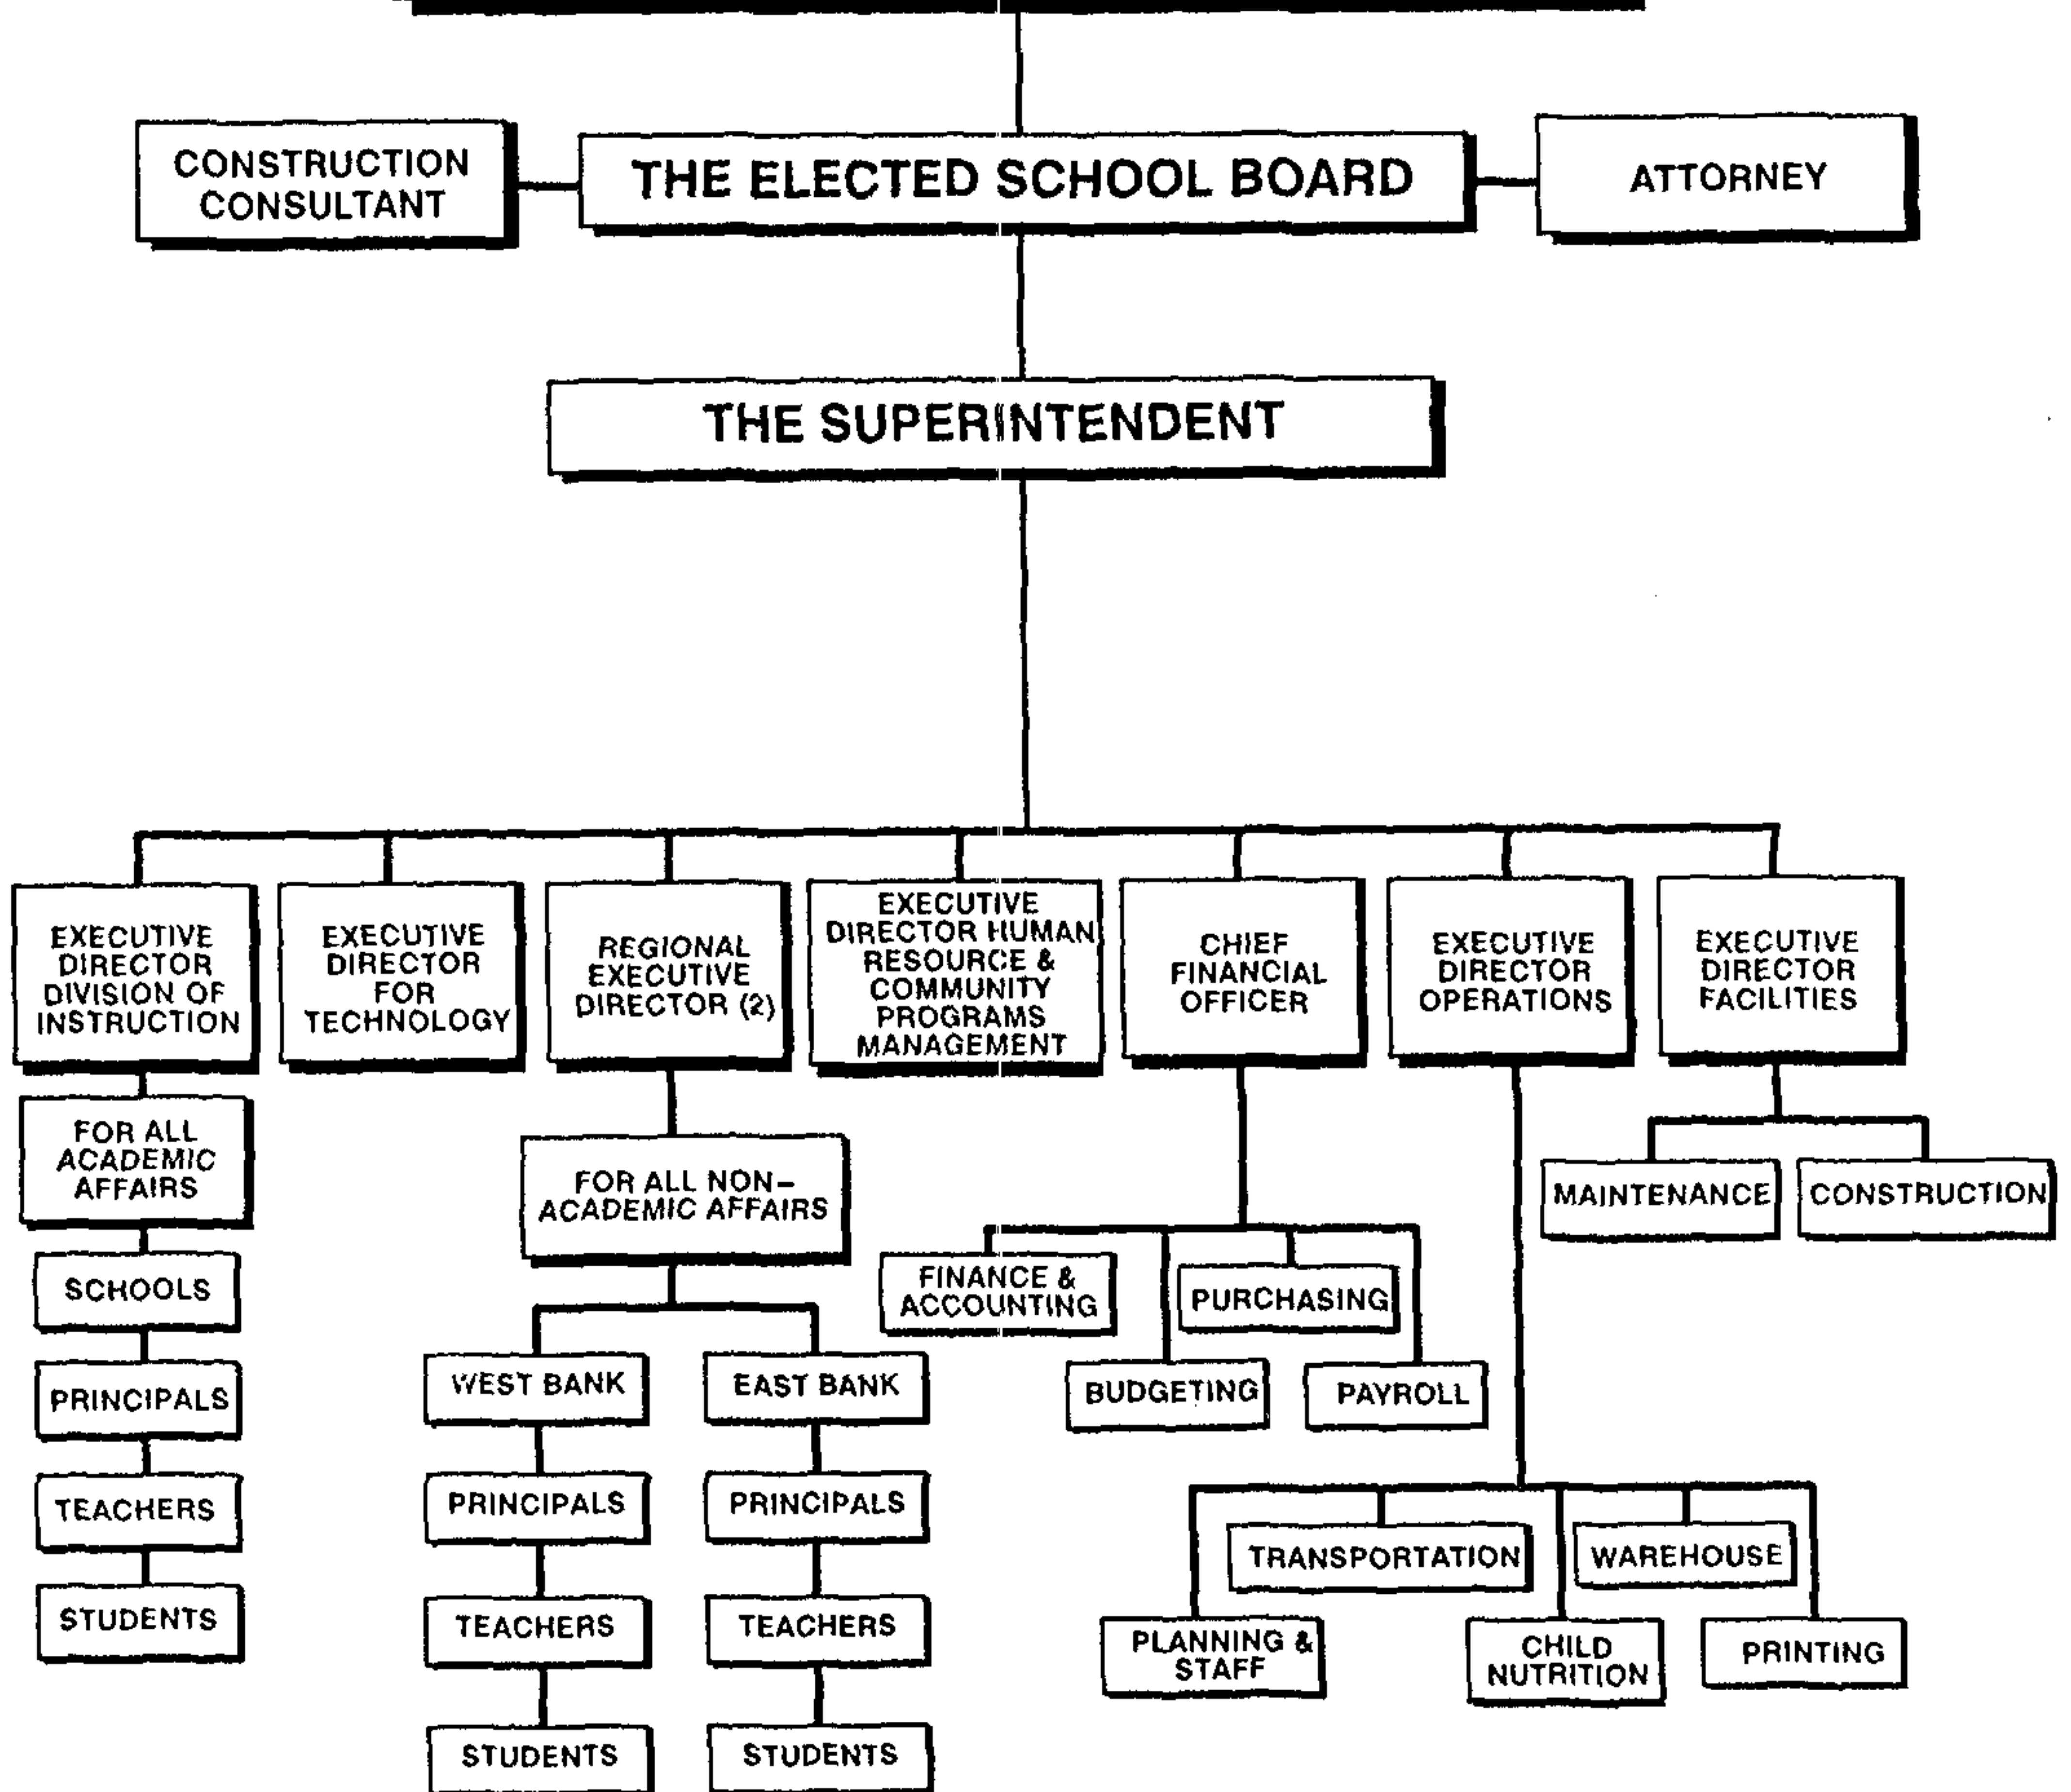 CONSTRUCTION
CONSULTANT
THE ELECTED SCHOOL BOARD
ATTORNEY
THE SUPERINTENDENT
EXECUTIVE
DIRECTOR
DIVISION OF
INSTRUCTION
EXECUTIVE
DIRECTOR
FOR
TECHNOLOGY
REGIONAL
EXECUTIVE
DIRECTOR (2)
EXECUTIVE
DIRECTOR HUMAN
RESOURCE &
COMMUNITY
PROGRAMS
MANAGEMENT
CHIEF
FINANCIAL
OFFICER
EXECUTIVE
DIRECTOR
OPERATIONS
EXECUTIVE
DIRECTOR
FACILITIES
FOR ALL
ACADEMIC
AFFAIRS
SCHOOLS
PRINCIPALS
TEACHERS
STUDENTS
FOR ALL NON-
ACADEMIC AFFAIRS
WEST BANK
PRINCIPALS
TEACHERS
STUDENTS
EAST BANK
PRINCIPALS
TEACHERS
STUDENTS
FINANCE &
ACCOUNTING
PURCHASING
BUDGETING
PAYROLL
MAINTENANCE
CONSTRUCTION
TRANSPORTATION
WAREHOUSE
PLANNING &
STAFF
CHILD
NUTRITION
PRINTING